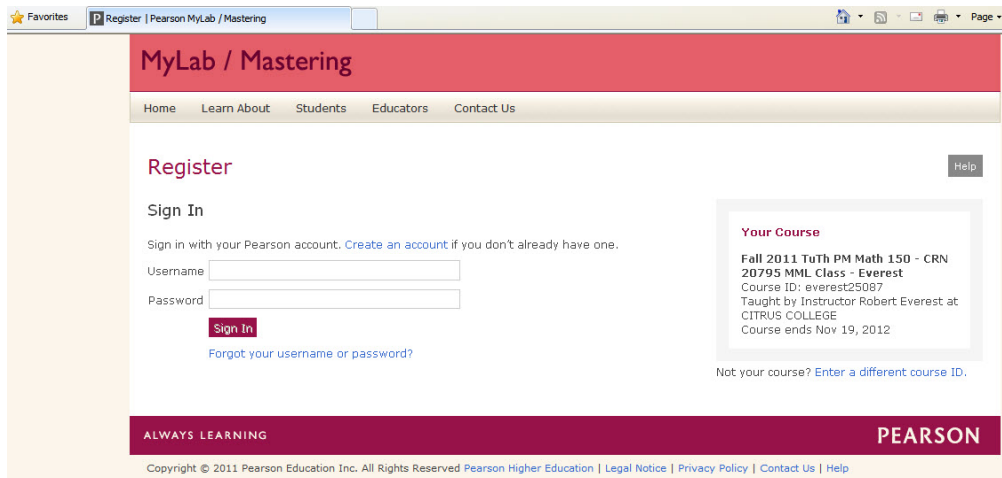 Favorites
P Register | Pearson MyLab / Mastering
Page
MyLab / Mastering
Home Learn About Students Educators Contact Us
Register
Help
Sign In
Sign in with your Pearson account. Create an account if you don't already have one.
Username
Password
Sign In
Forgot your username or password?
Your Course
Fall 2011 TuTh PM Math 150 - CRN
20795 MML Class - Everest
Course ID: everest25087
Taught by Instructor Robert Everest at
CITRUS COLLEGE
Course ends Nov 19, 2012
Not your course? Enter a different course ID.
ALWAYS LEARNING
PEARSON
Copyright © 2011 Pearson Education Inc. All Rights Reserved Pearson Higher Education | Legal Notice | Privacy Policy | Contact Us | Help